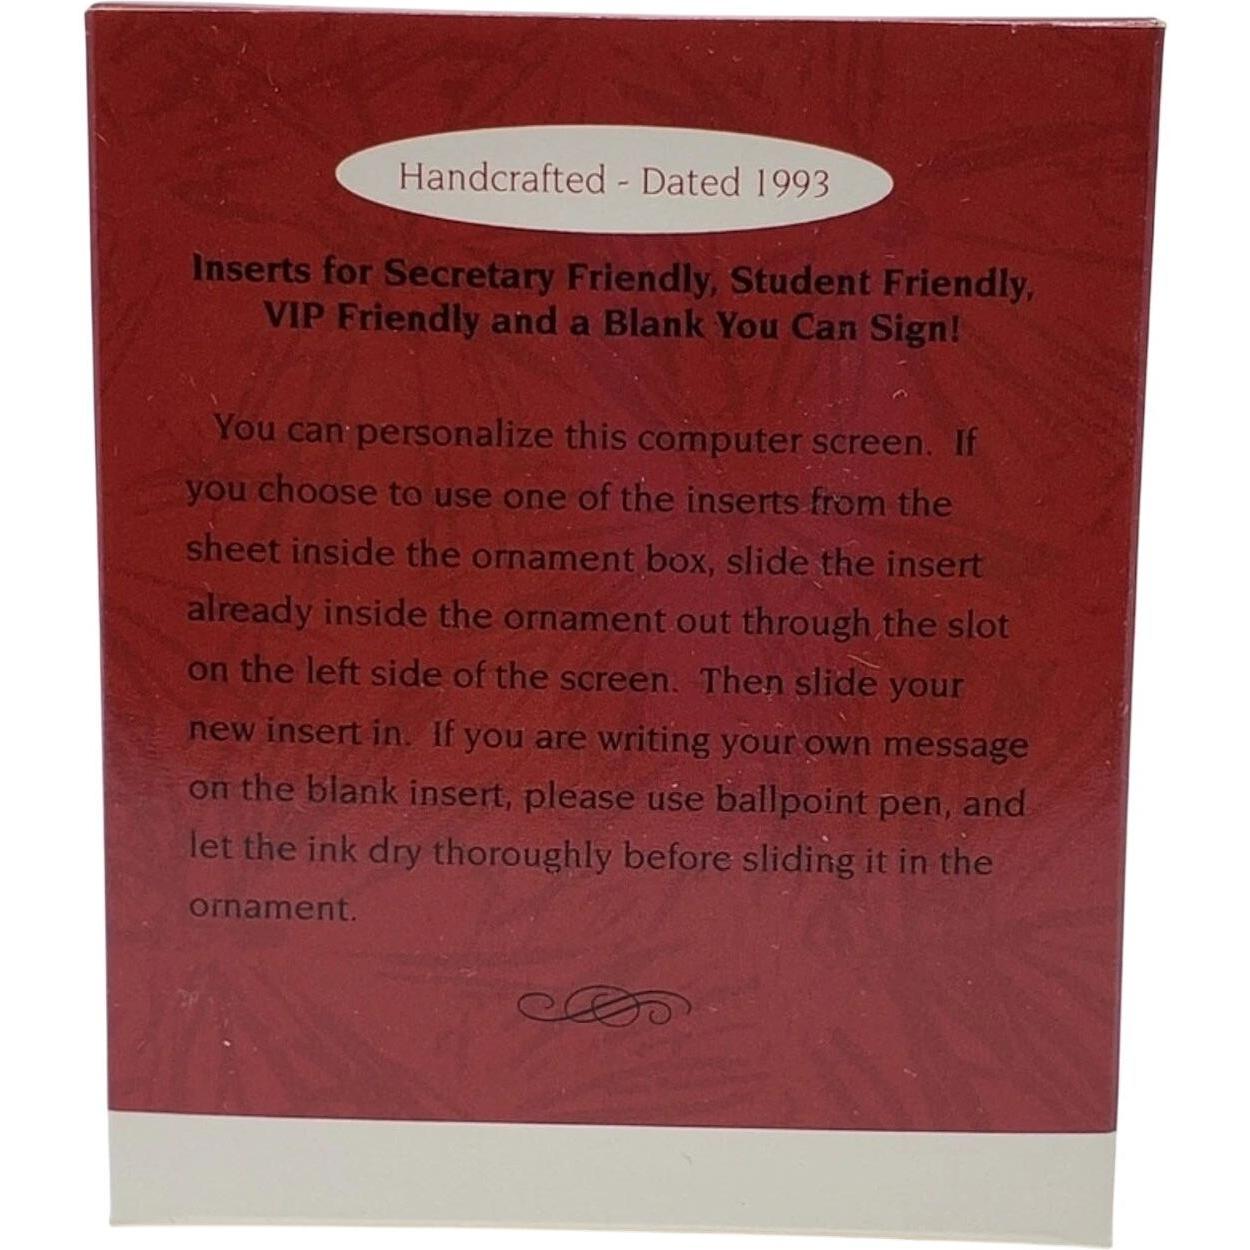 Handcrafted - Dated 1993
Inserts for Secretary Friendly, Student Friendly,
VIP Friendly and a Blank You Can Sign!
You can personalize this computer screen. If
you choose to use one of the inserts from the
sheet inside the ornament box, slide the insert
already inside the ornament out through the slot
on the left side of the screen. Then slide your
new insert in. If you are writing your own message
on the blank insert, please use ballpoint pen, and
let the ink dry thoroughly before sliding it in the
ornament.